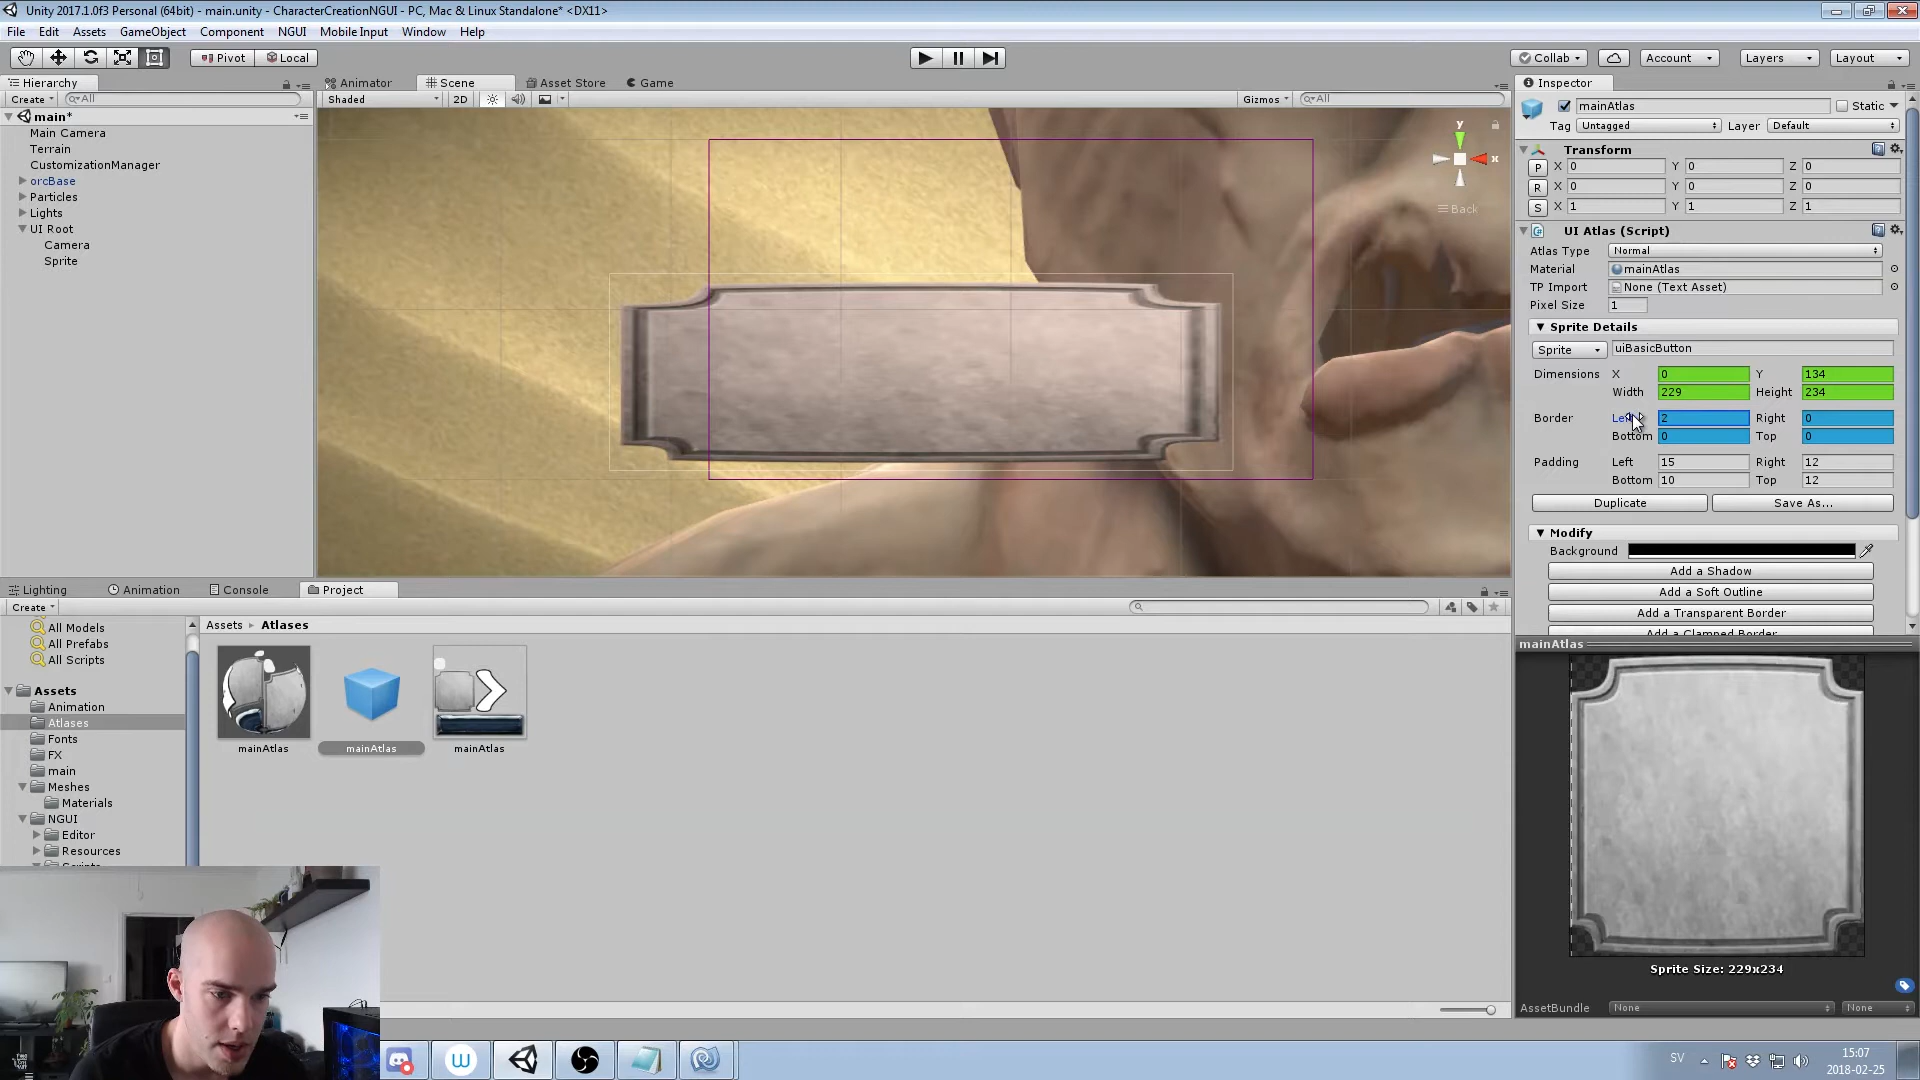 Unity 2017.1.0f3 Personal (64bit) - main.unity - CharacterCreationNGUI - PC, Mac & Linux Standalone* <DX11>
File Edit Assets GameObject Component NGUI Mobile Input Window Help
Pivot Local Collab Account Layers Layout
Hierarchy Animator Scene Asset Store Game Inspector
Create All Shaded 2D Gizmos All
main*
Main Camera
Terrain
CustomizationManager
orcBase
Particles
Lights
UI Root
Camera
Sprite
y
x
Back
mainAtlas Static
Tag Untagged Layer Default
Transform
P X 0 Y 0 Z 0
R X 0 Y 0 Z 0
S X 1 Y 1 Z 1
UI Atlas (Script)
Atlas Type Normal
Material mainAtlas
TP Import None (Text Asset)
Pixel Size 1
Sprite Details
Sprite uiBasicButton
Dimensions X 0 Y 134
Width 229 Height 234
Border Left 2 Right 0
Bottom 0 Top 0
Padding Left 15 Right 12
Bottom 10 Top 12
Duplicate Save As...
Modify
Background
Add a Shadow
Add a Soft Outline
Add a Transparent Border
Add a Clamped Border
Lighting Animation Console Project
Create
All Models
All Prefabs
All Scripts
Assets
Animation
Atlases
Fonts
FX
main
Meshes
Materials
NGUI
Editor
Resources
Scripts
Assets Atlases
mainAtlas mainAtlas mainAtlas
mainAtlas
Sprite Size: 229x234
AssetBundle None None
SV 15:07
2018-02-25